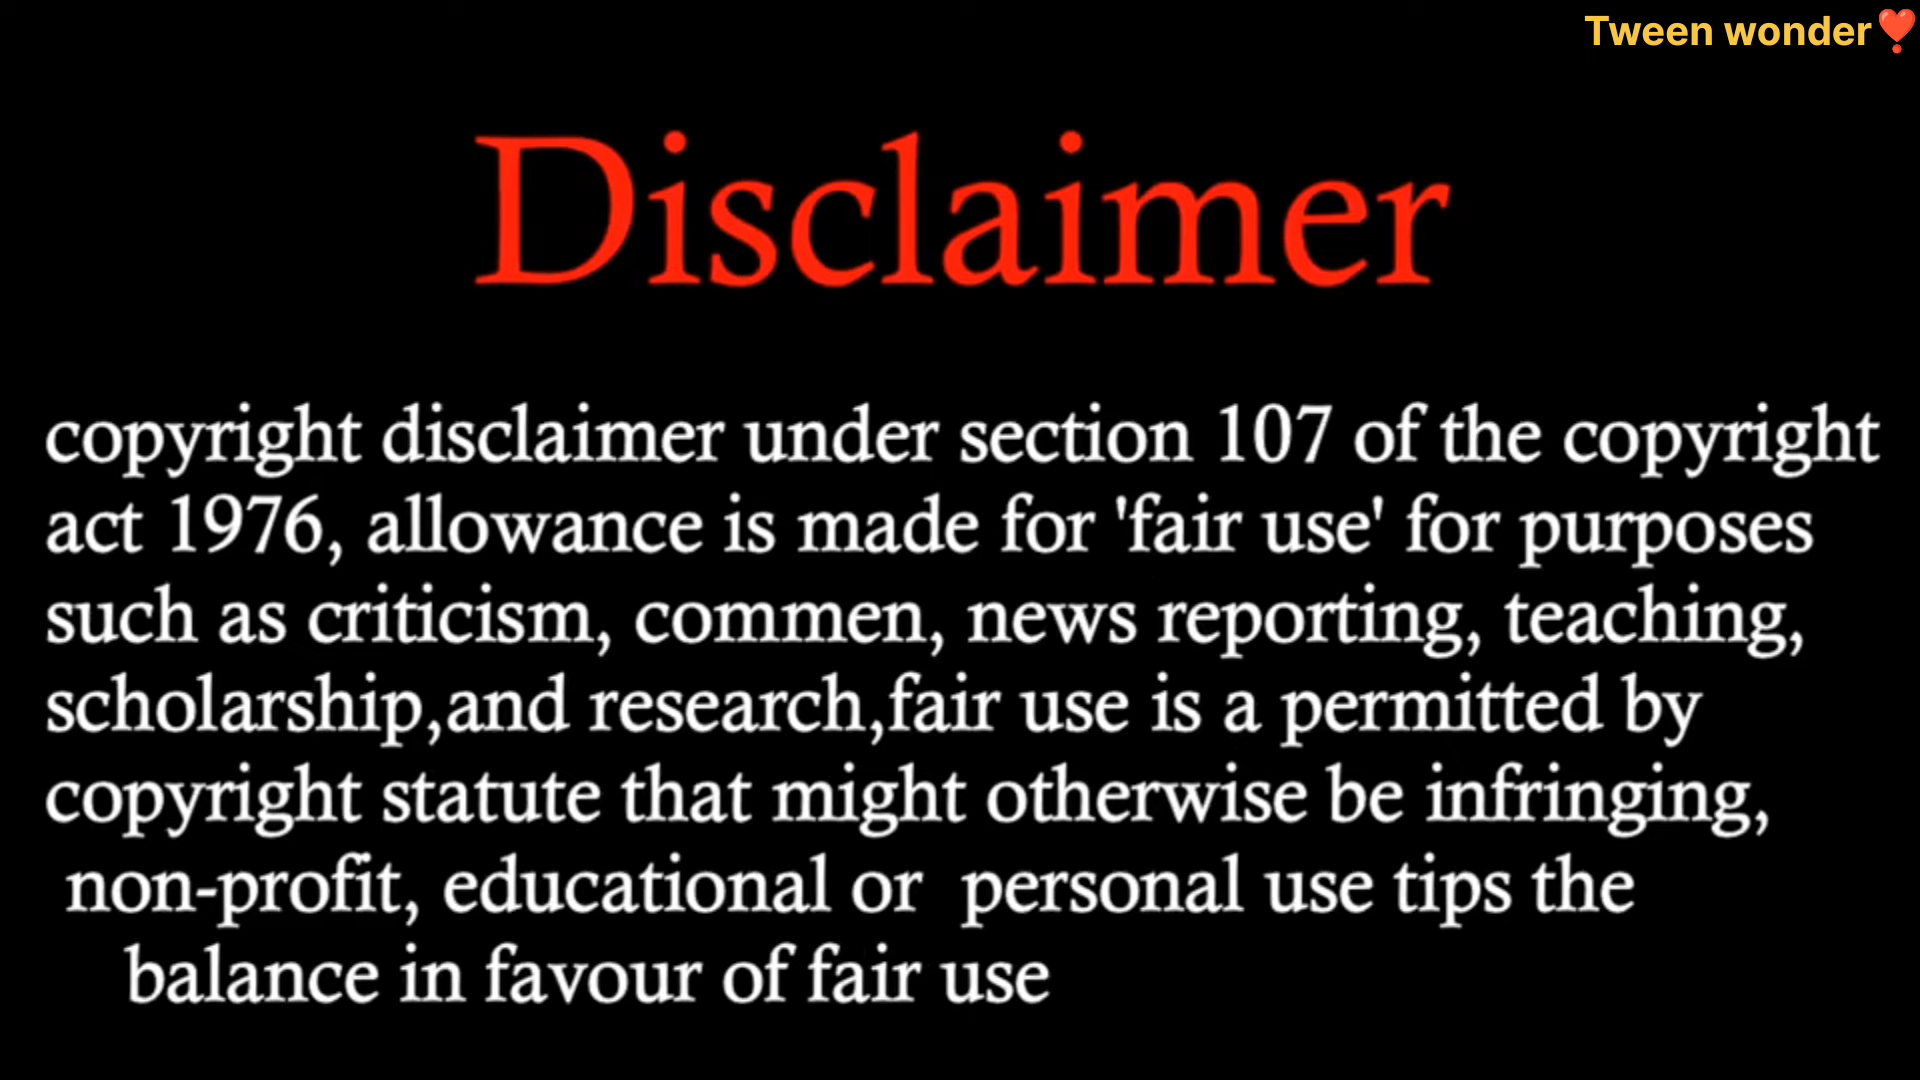 Tween wonder❣️
Disclaimer
copyright disclaimer under section 107 of the copyright
act 1976, allowance is made for 'fair use' for purposes
such as criticism, commen, news reporting, teaching,
scholarship,and research,fair use is a permitted by
copyright statute that might otherwise be infringing,
non-profit, educational or  personal use tips the
balance in favour of fair use